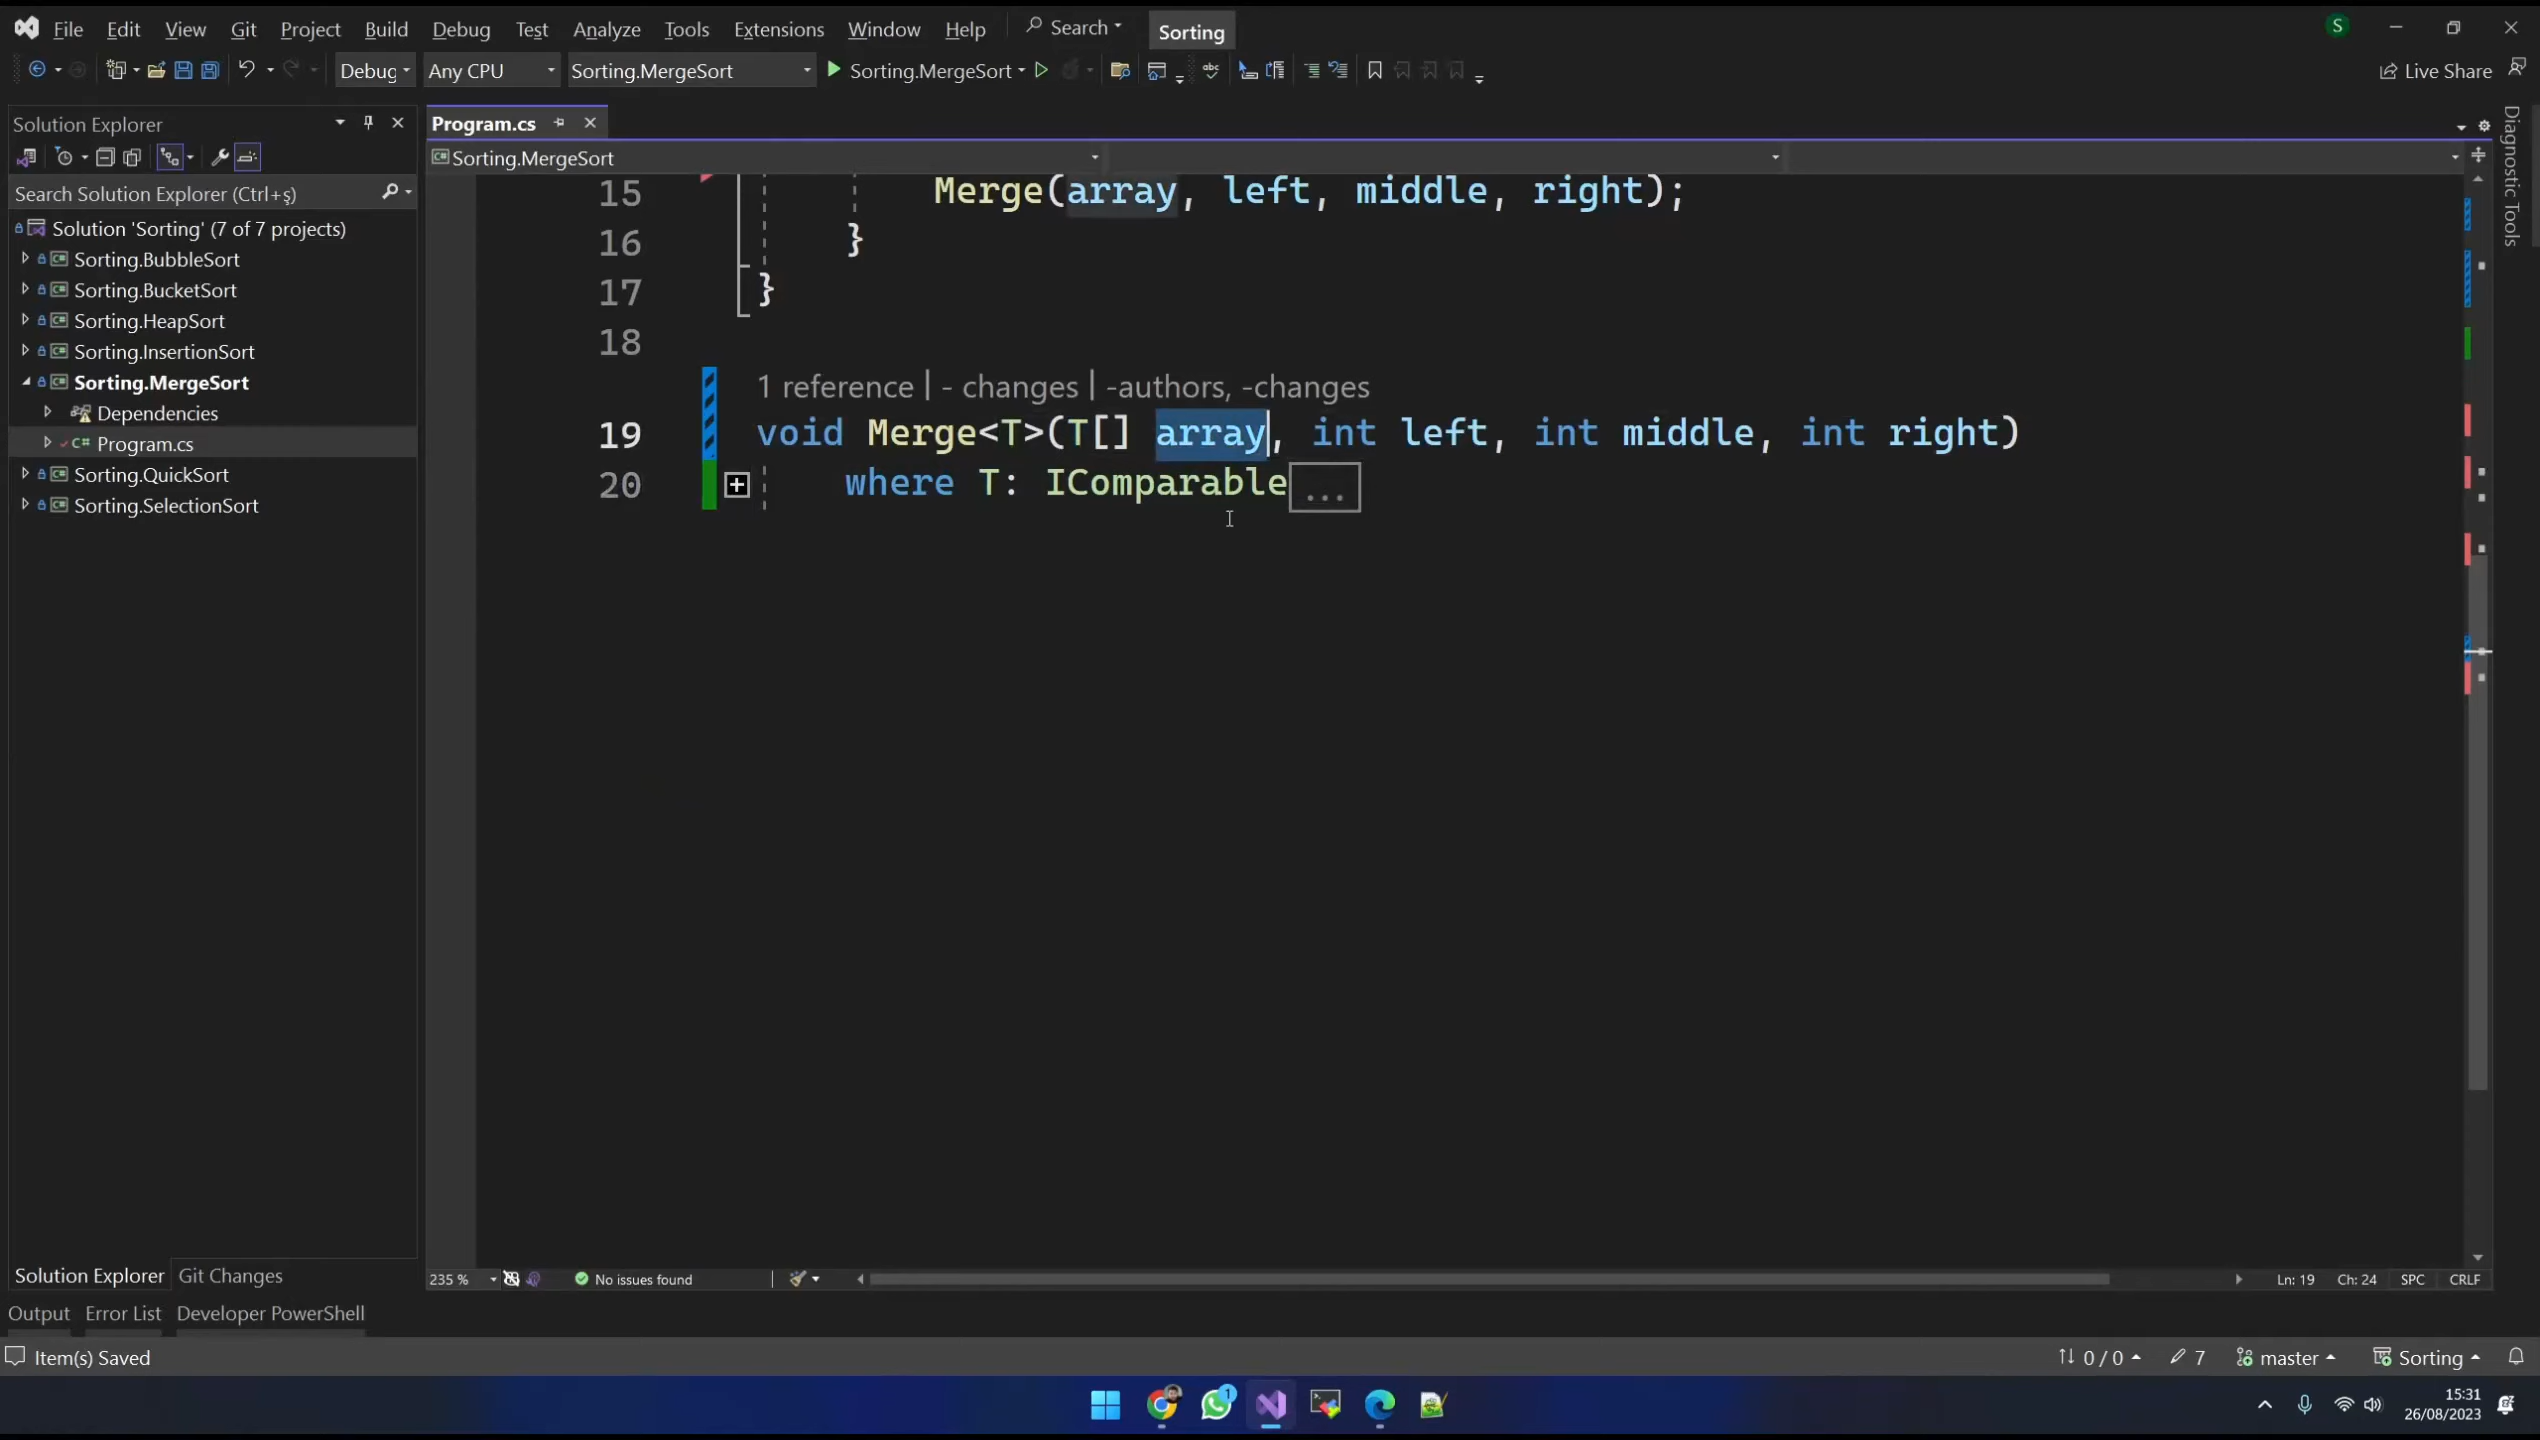 File Edit View Git Project Build Debug Test Analyze Tools Extensions Window Help Search Sorting S
Debug Any CPU Sorting.MergeSort Sorting.MergeSort Live Share
Solution Explorer
Program.cs
Diagnostic Tools
Sorting.MergeSort
Search Solution Explorer (Ctrl+ş)
Solution 'Sorting' (7 of 7 projects)
Sorting.BubbleSort
Sorting.BucketSort
Sorting.HeapSort
Sorting.InsertionSort
Sorting.MergeSort
Dependencies
C# Program.cs
Sorting.QuickSort
Sorting.SelectionSort
15 Merge(array, left, middle, right);
16 }
17 }
18
1 reference | - changes | -authors, -changes
19 void Merge<T>(T[] array, int left, int middle, int right)
20 where T: IComparable ...
Solution Explorer Git Changes
235 % No issues found Ln: 19 Ch: 24 SPC CRLF
Output Error List Developer PowerShell
Item(s) Saved 0 / 0 7 master Sorting
1
15:31
26/08/2023